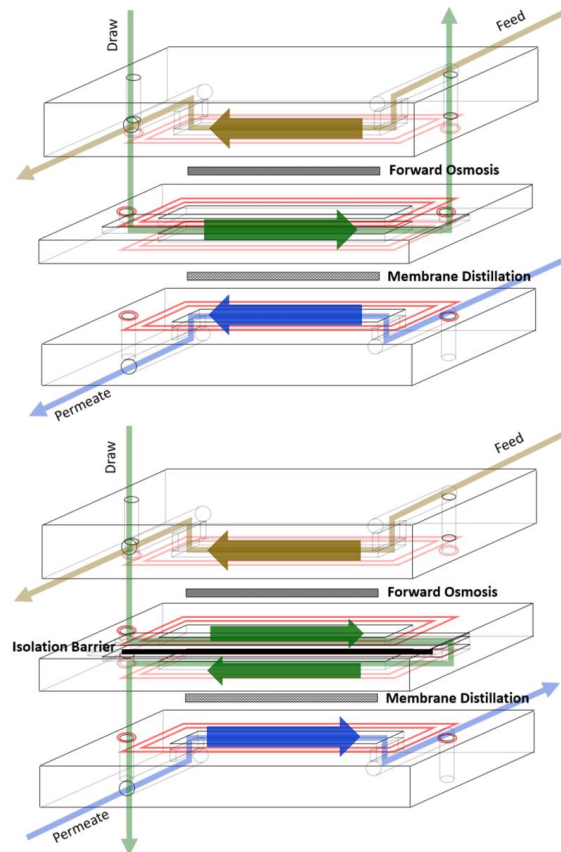 Draw
Feed
Forward Osmosis
Membrane Distillation
Permeate
Draw
Feed
Forward Osmosis
Isolation Barrier
Membrane Distillation
Permeate